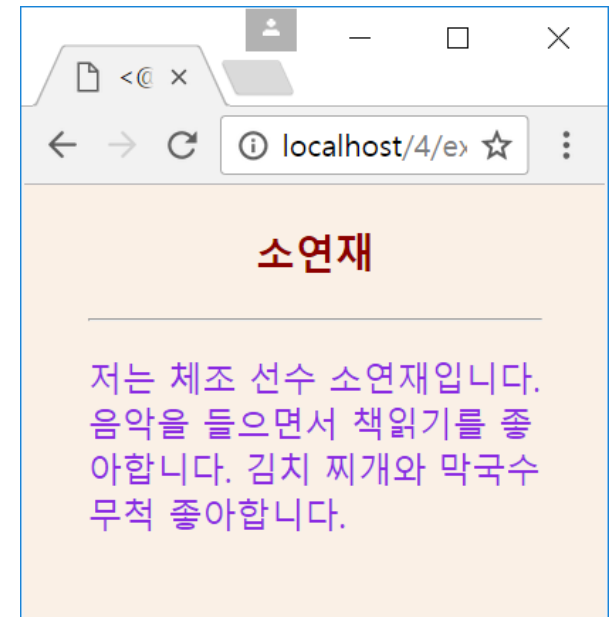 <@
localhost/4/ex
소연재
저는 체조 선수 소연재입니다.
음악을 들으면서 책읽기를 좋
아합니다. 김치 찌개와 막국수
무척 좋아합니다.